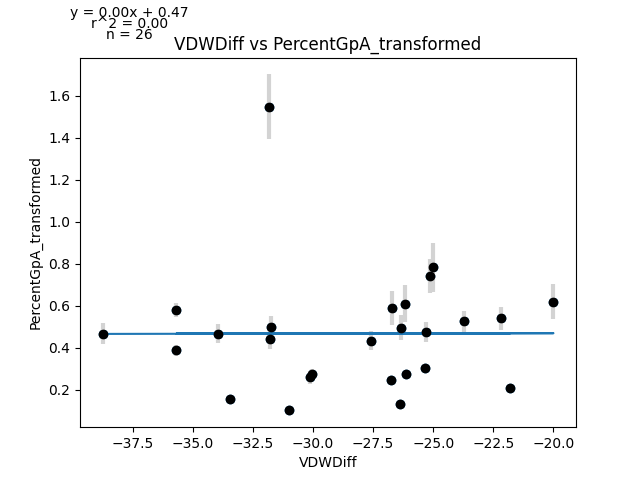 y = 0.00x + 0.47
r^2 = 0.00
n = 26
VDWDiff vs PercentGpA_transformed
PercentGpA_transformed
1.6
1.4
1.2
1.0
0.8
0.6
0.4
0.2
−37.5 −35.0 −32.5 −30.0 −27.5 −25.0 −22.5 −20.0
VDWDiff